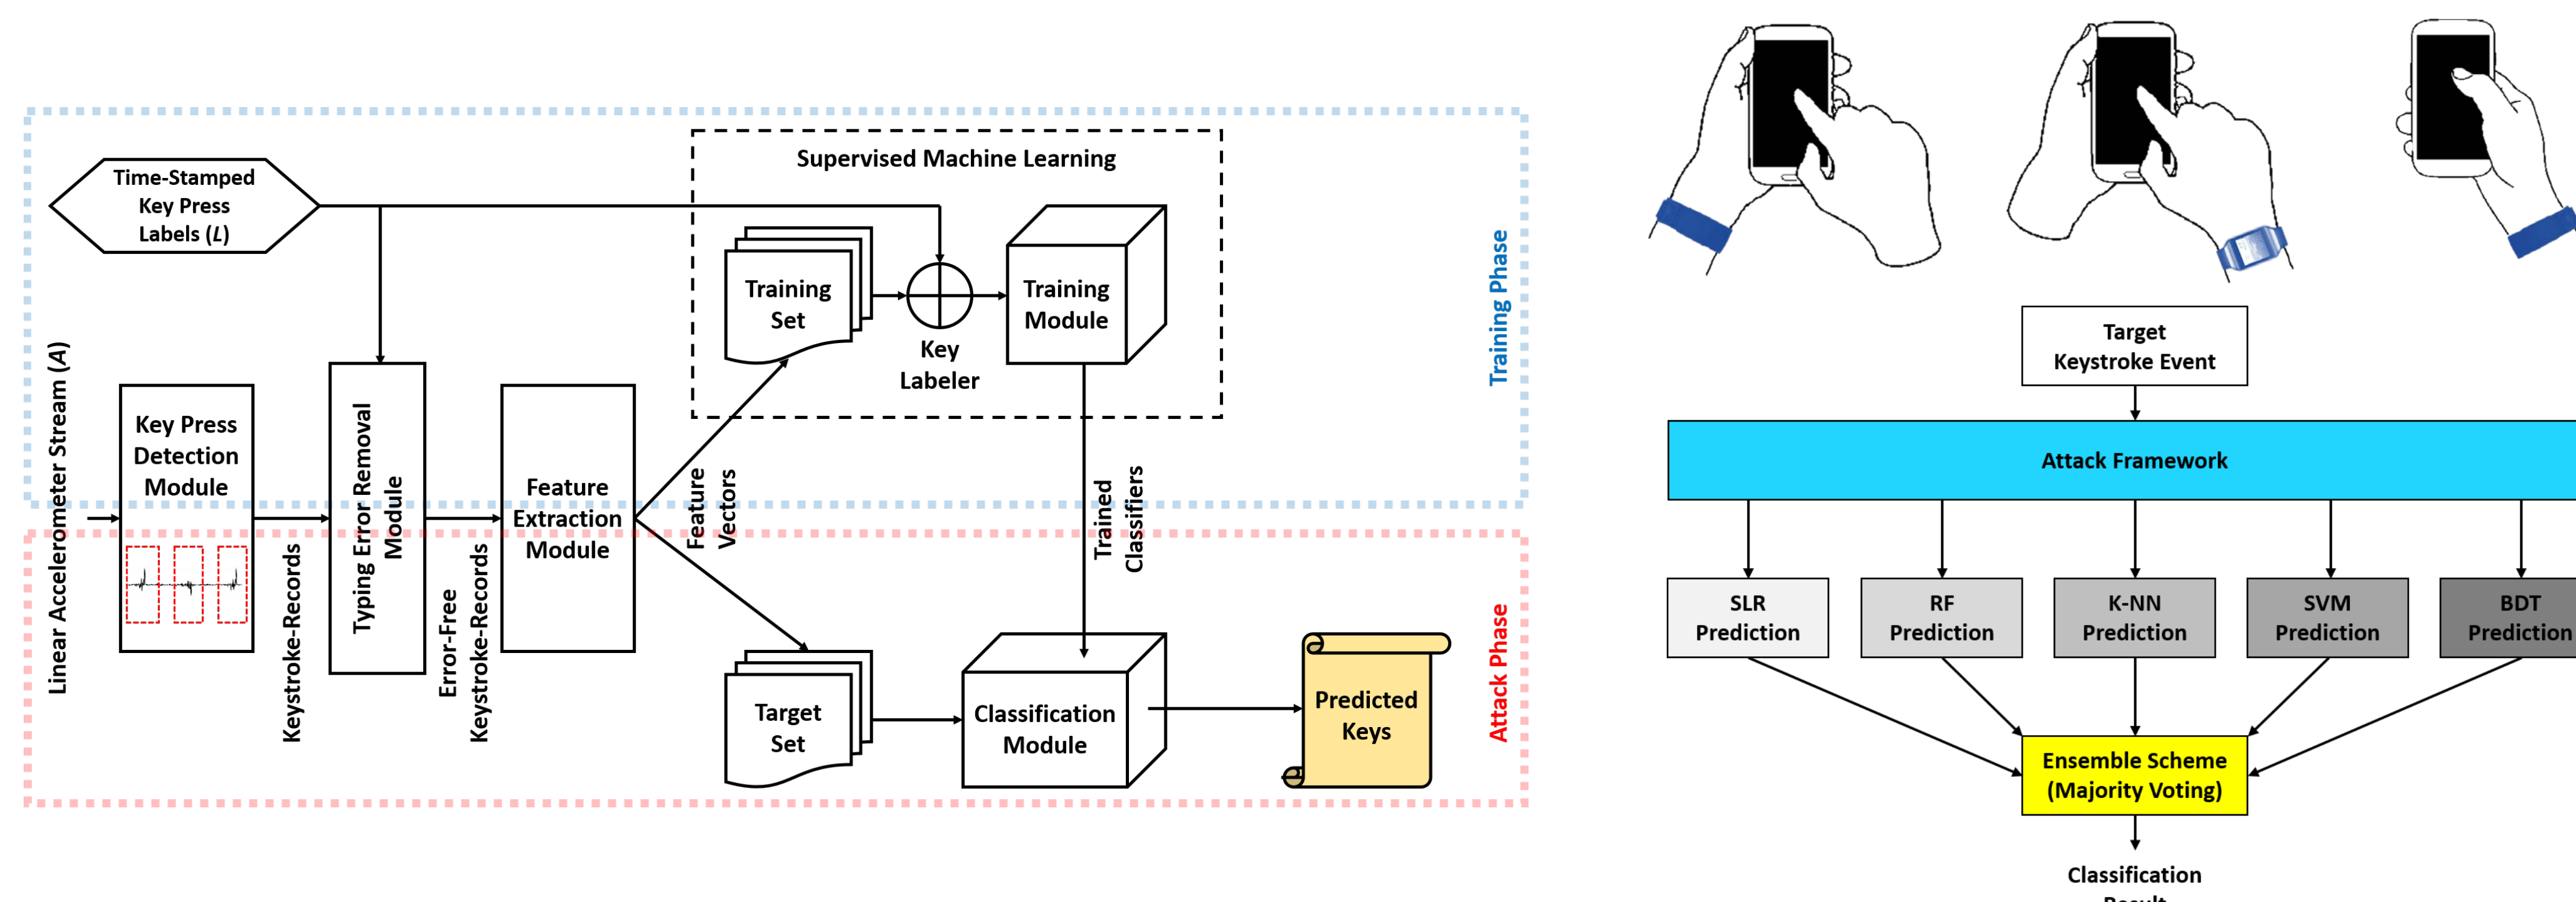 Supervised Machine Learning
Time-Stamped
Key Press
Labels (L)
Training
Set
Key
Labeler
Training
Module
Training Phase
Linear Accelerometer Stream (A)
Key Press
Detection
Module
Keystroke-Records
Typing Error Removal
Module
Error-Free
Keystroke-Records
Feature
Extraction
Module
Feature
Vectors
Trained
Classifiers
Target
Set
Classification
Module
Predicted
Keys
Attack Phase
Target
Keystroke Event
Attack Framework
SLR
Prediction
RF
Prediction
K-NN
Prediction
SVM
Prediction
BDT
Prediction
Ensemble Scheme
(Majority Voting)
Classification